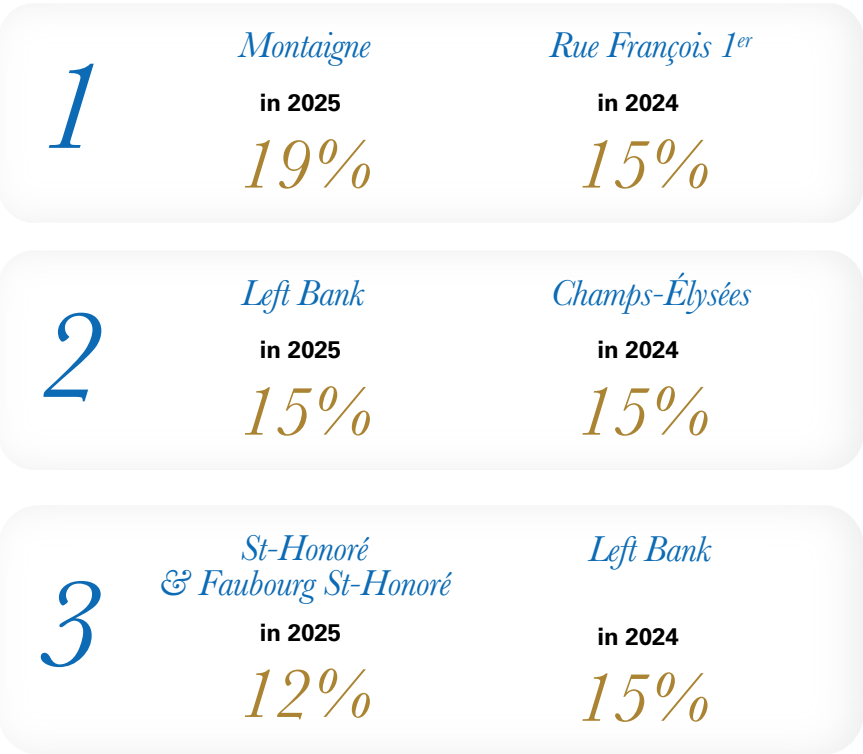 1
Montaigne
in 2025
19%
Rue François 1er
in 2024
15%
2
Left Bank
in 2025
15%
Champs-Élysées
in 2024
15%
3
St-Honoré
& Faubourg St-Honoré
in 2025
12%
Left Bank
in 2024
15%